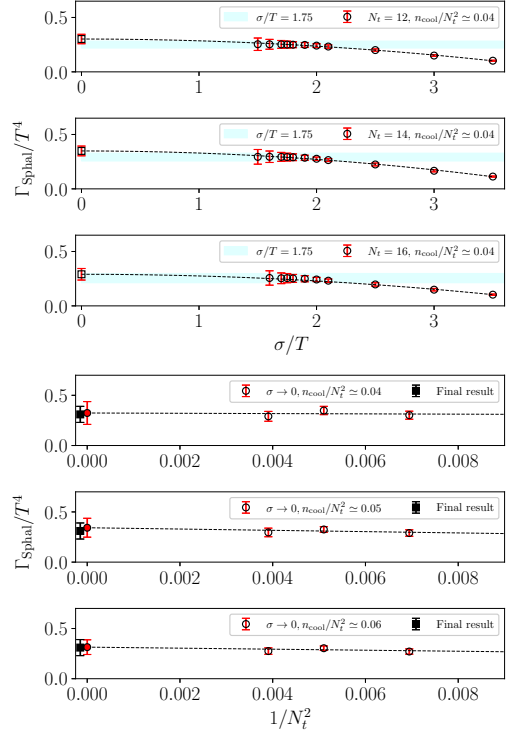 0.5
0.0
0 1 2 3
σ/T = 1.75
N_t = 12, n_cool/N_t^2 ≃ 0.04
0.5
0.0
0 1 2 3
σ/T = 1.75
N_t = 14, n_cool/N_t^2 ≃ 0.04
Γ_Sphal/T^4
0.5
0.0
0 1 2 3
σ/T = 1.75
N_t = 16, n_cool/N_t^2 ≃ 0.04
σ/T
0.5
0.0
0.000 0.002 0.004 0.006 0.008
σ → 0, n_cool/N_t^2 ≃ 0.04
Final result
0.5
0.0
0.000 0.002 0.004 0.006 0.008
σ → 0, n_cool/N_t^2 ≃ 0.05
Final result
Γ_Sphal/T^4
0.5
0.0
0.000 0.002 0.004 0.006 0.008
σ → 0, n_cool/N_t^2 ≃ 0.06
Final result
1/N_t^2